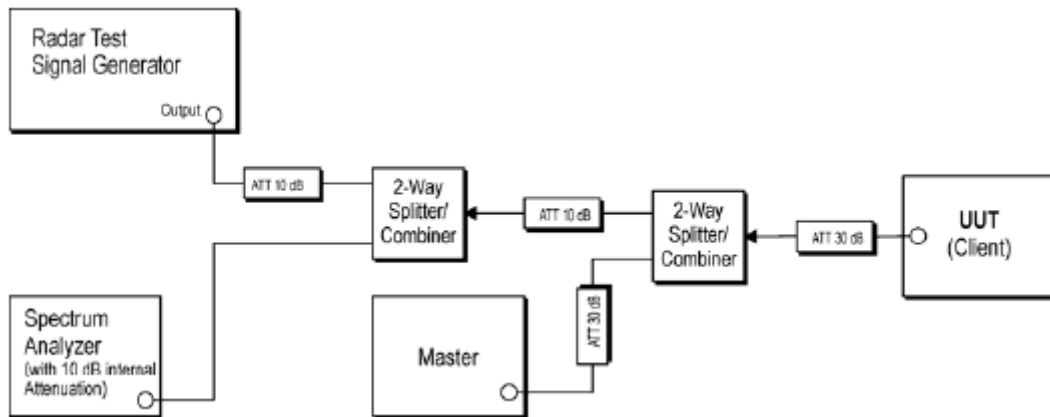 Radar Test
Signal Generator
Output
ATT 10 dB
2-Way
Splitter/
Combiner
ATT 10 dB
2-Way
Splitter/
Combiner
ATT 30 dB
UUT
(Client)
Spectrum
Analyzer
(with 10 dB internal
Attenuation)
Master
ATT 30 dB